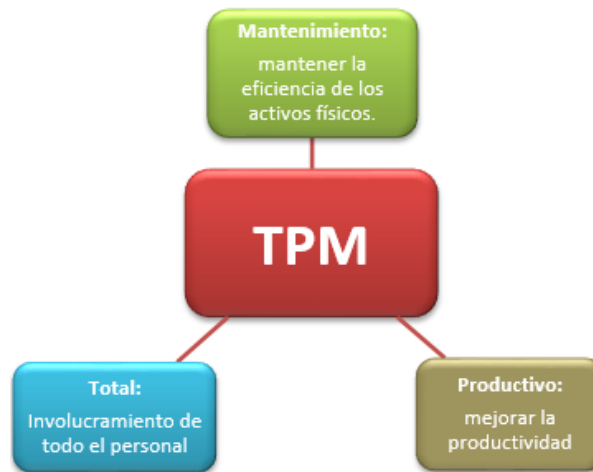 Mantenimiento:
mantener la
eficiencia de los
activos físicos.
TPM
Total:
Involucramiento de
todo el personal
Productivo:
mejorar la
productividad